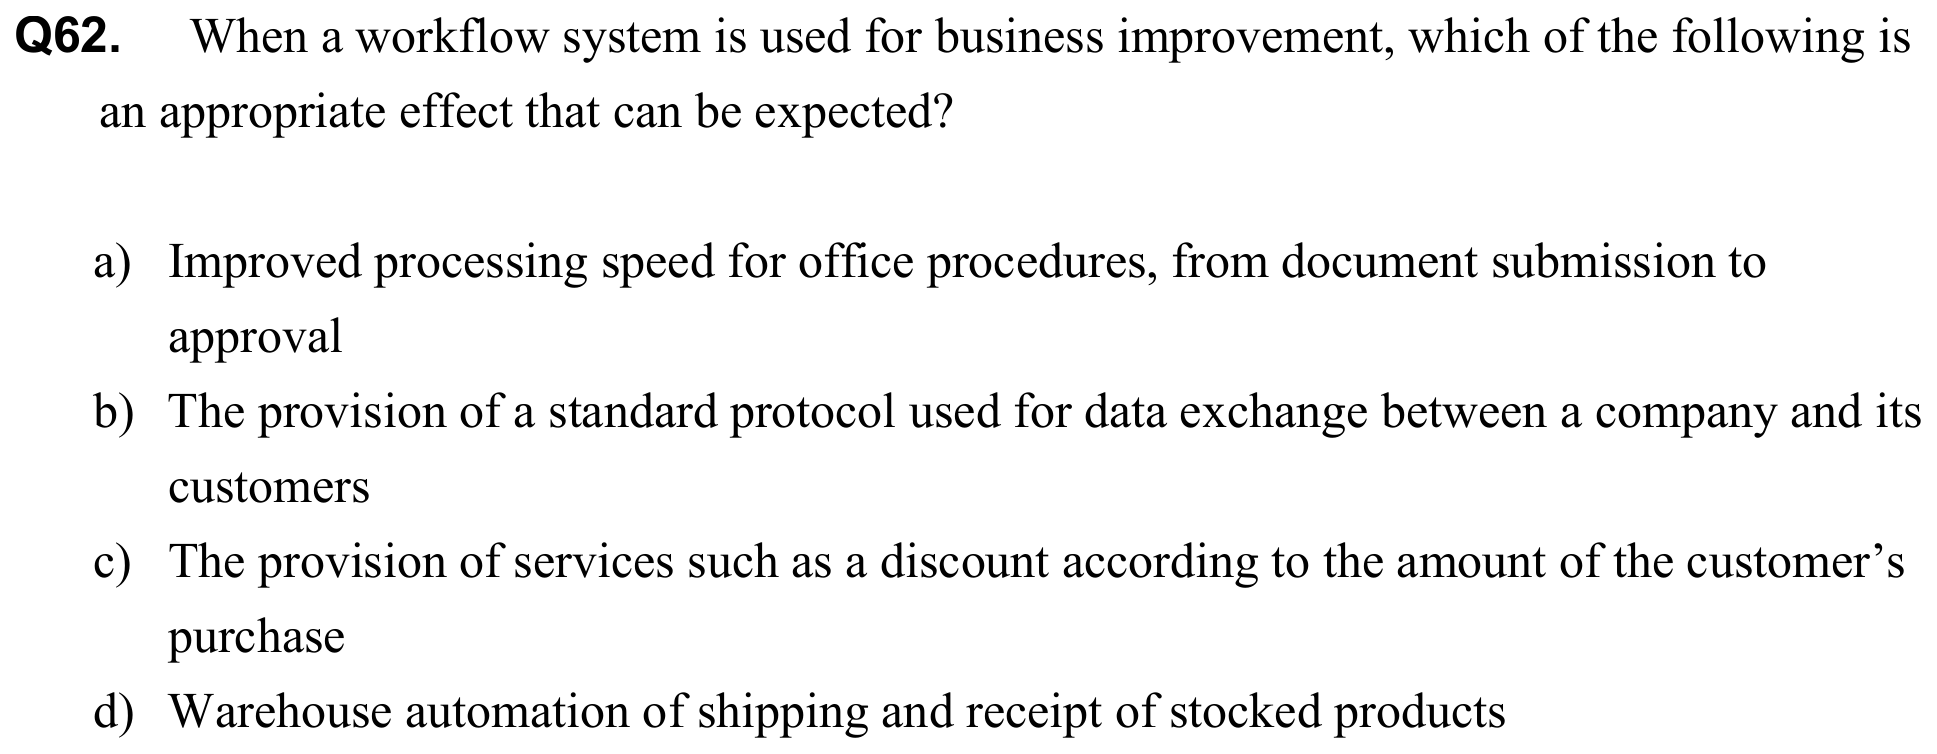 Q62. When a workflow system is used for business improvement, which of the following is
an appropriate effect that can be expected?
a) Improved processing speed for office procedures, from document submission to
approval
b) The provision of a standard protocol used for data exchange between a company and its
customers
c) The provision of services such as a discount according to the amount of the customer’s
purchase
d) Warehouse automation of shipping and receipt of stocked products